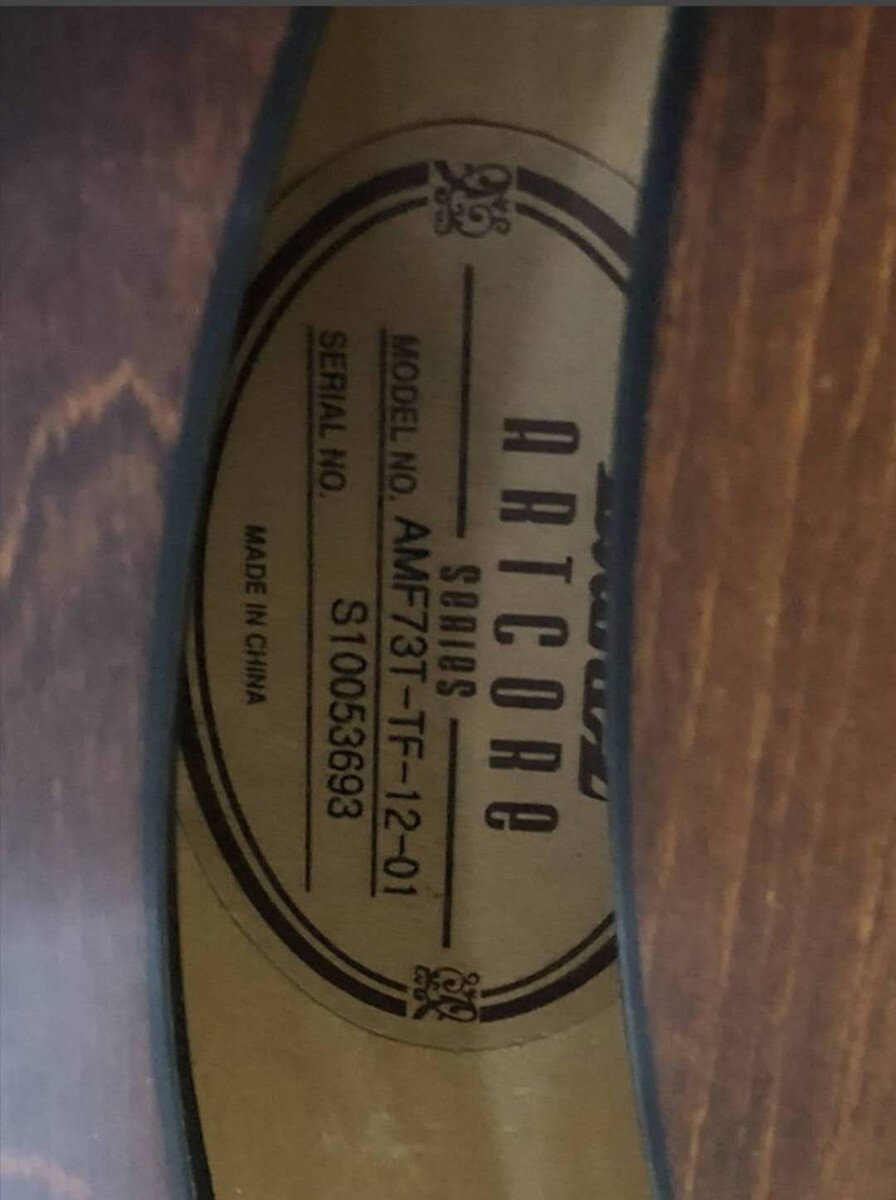 ARTCORE
SERIES
MODEL NO. AMF73T-TF-12-01
SERIAL NO. S10053693
MADE IN CHINA